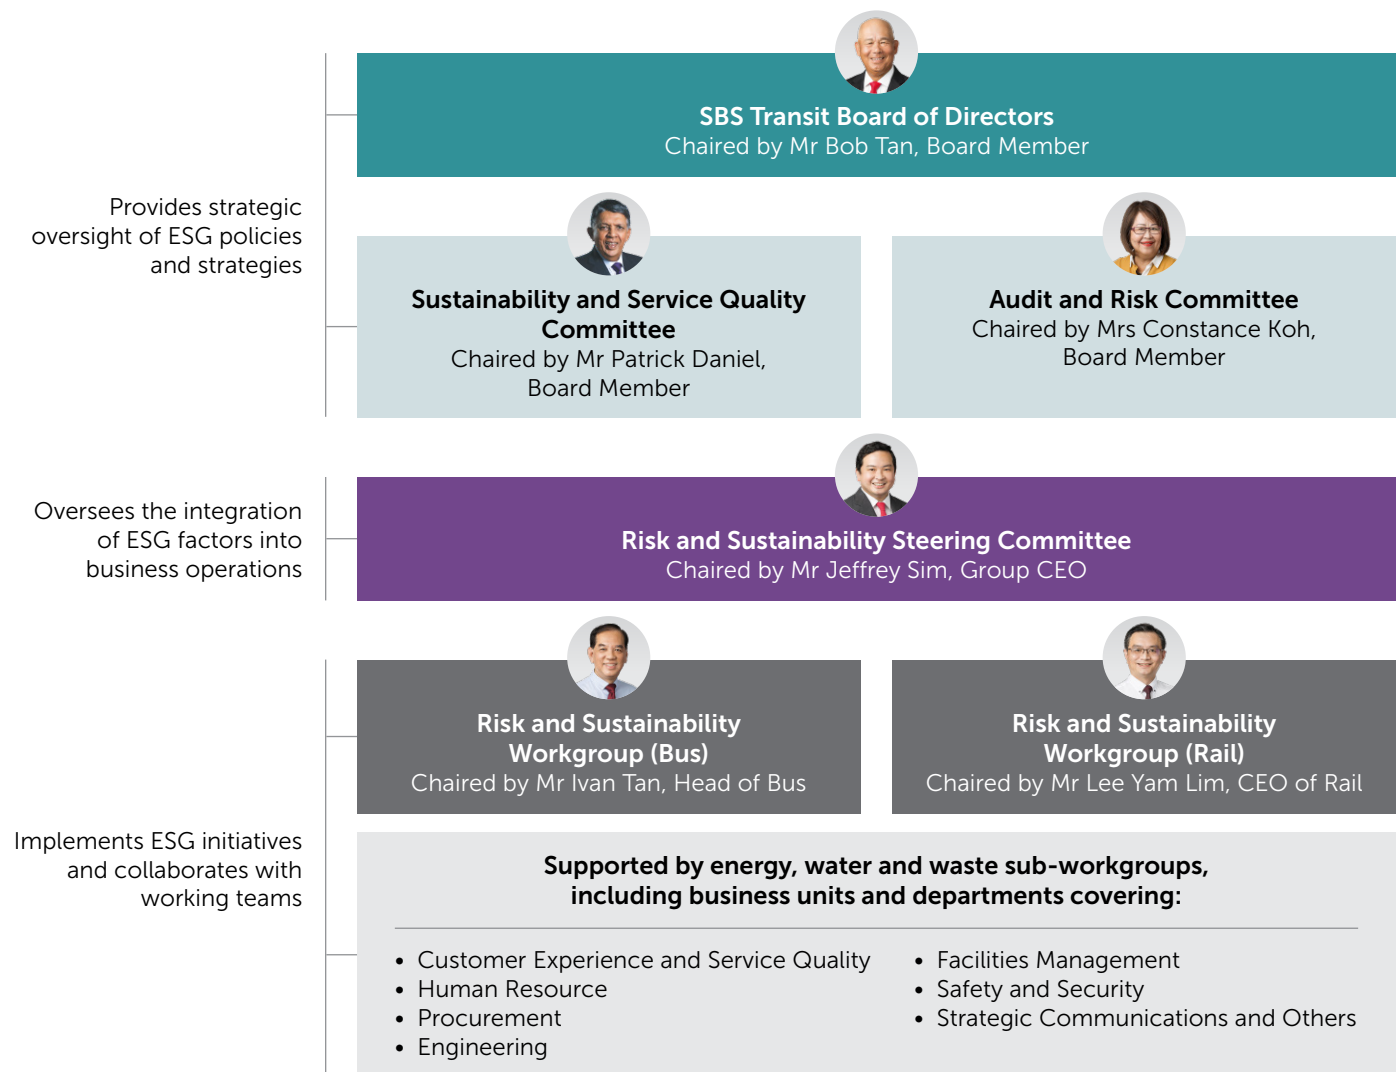 SBS Transit Board of Directors
Chaired by Mr Bob Tan, Board Member
Provides strategic
oversight of ESG policies
and strategies
Sustainability and Service Quality
Committee
Chaired by Mr Patrick Daniel,
Board Member
Audit and Risk Committee
Chaired by Mrs Constance Koh,
Board Member
Oversees the integration
of ESG factors into
business operations
Risk and Sustainability Steering Committee
Chaired by Mr Jeffrey Sim, Group CEO
Risk and Sustainability
Workgroup (Bus)
Chaired by Mr Ivan Tan, Head of Bus
Risk and Sustainability
Workgroup (Rail)
Chaired by Mr Lee Yam Lim, CEO of Rail
Implements ESG initiatives
and collaborates with
working teams
Supported by energy, water and waste sub-workgroups,
including business units and departments covering:
• Customer Experience and Service Quality
• Human Resource
• Procurement
• Engineering
• Facilities Management
• Safety and Security
• Strategic Communications and Others